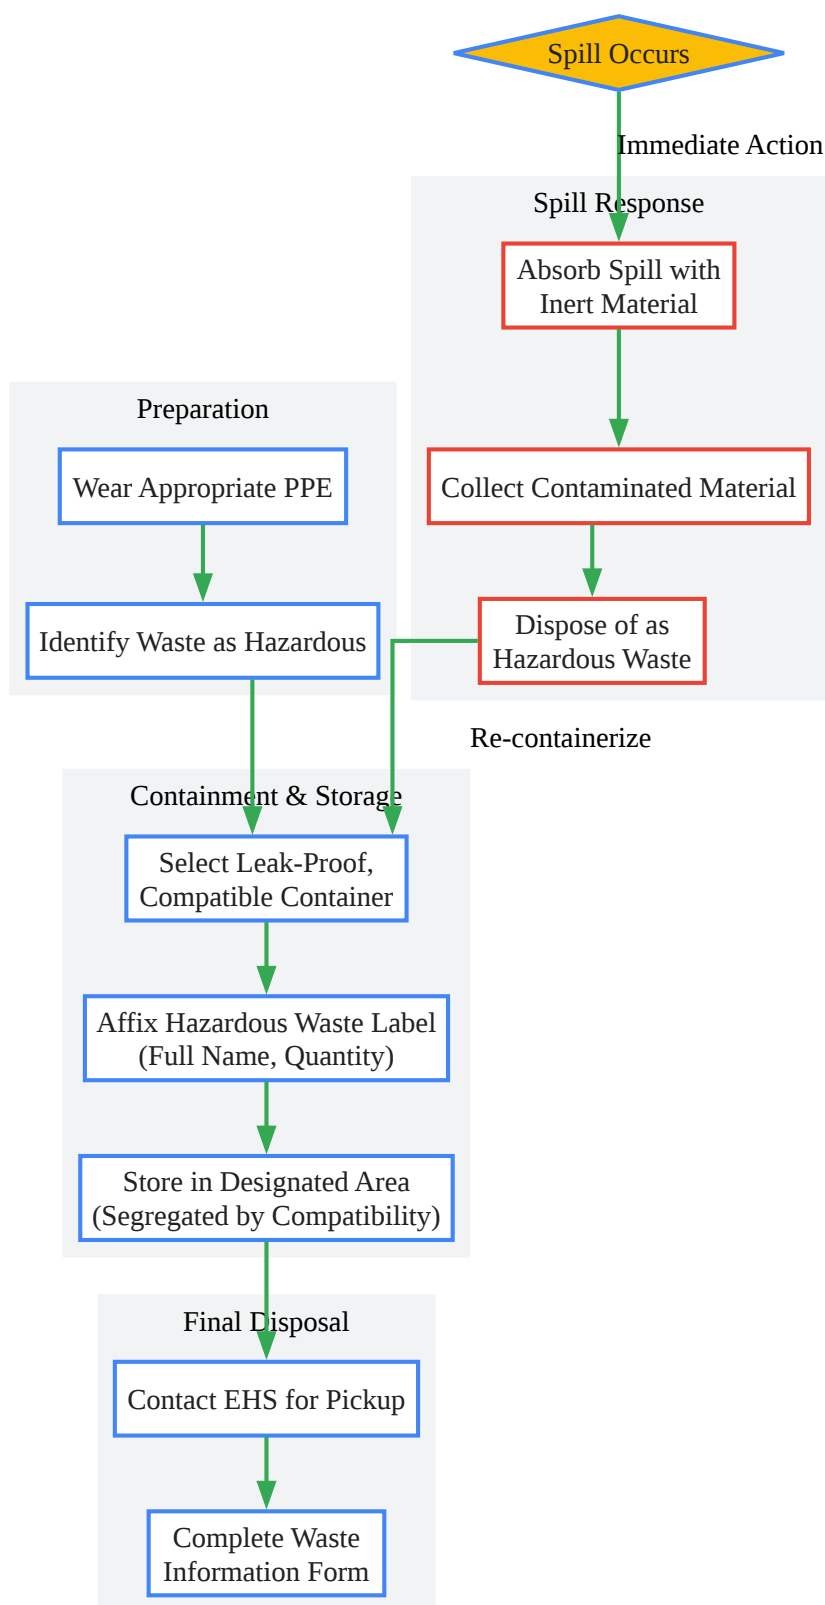 Spill Occurs
Immediate Action
Spill Response
Absorb Spill with
Inert Material
Preparation
Wear Appropriate PPE
Collect Contaminated Material
Identify Waste as Hazardous
Dispose of as
Hazardous Waste
Re-containerize
Containment & Storage
Select Leak-Proof,
Compatible Container
Affix Hazardous Waste Label
(Full Name, Quantity)
Store in Designated Area
(Segregated by Compatibility)
Final Disposal
Contact EHS for Pickup
Complete Waste
Information Form